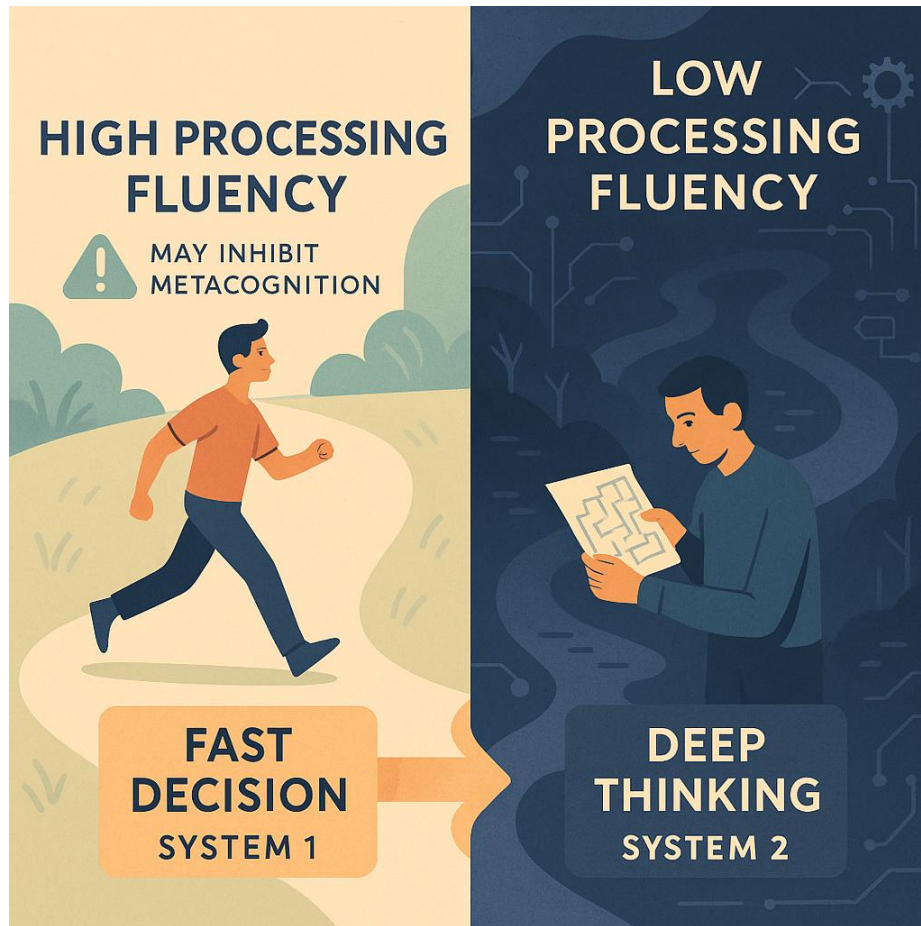 HIGH PROCESSING
FLUENCY
MAY INHIBIT
METACOGNITION
FAST
DECISION
SYSTEM 1
LOW
PROCESSING
FLUENCY
DEEP
THINKING
SYSTEM 2